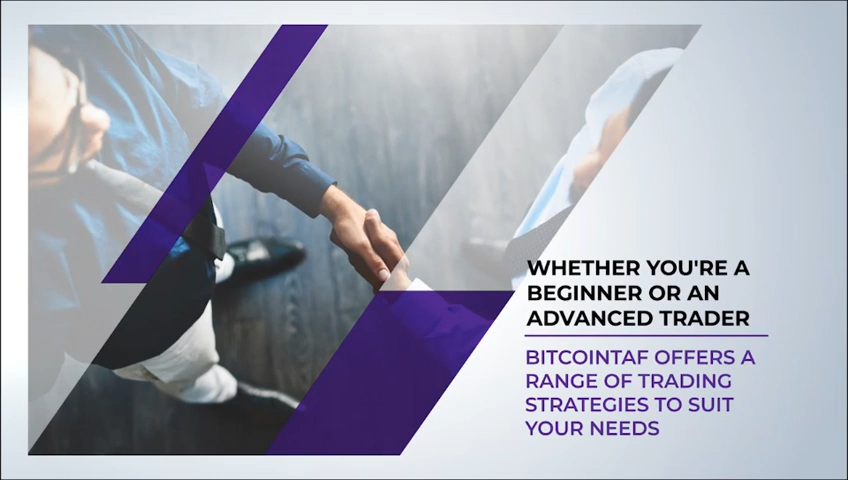 WHETHER YOU'RE A
BEGINNER OR AN
ADVANCED TRADER
BITCOINTAF OFFERS A
RANGE OF TRADING
STRATEGIES TO SUIT
YOUR NEEDS